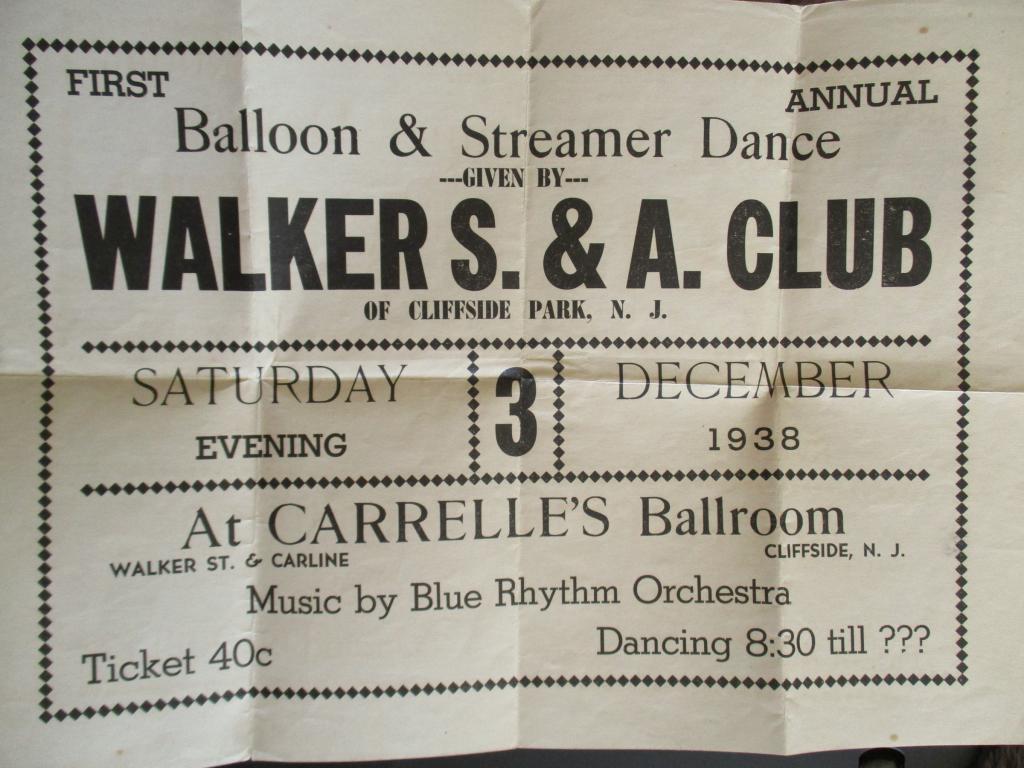 FIRST ANNUAL
Balloon & Streamer Dance
---GIVEN BY---
WALKER S. & A. CLUB
OF CLIFFSIDE PARK, N. J.
SATURDAY 3 DECEMBER
EVENING 1938
At CARRELLE'S Ballroom
WALKER ST. & CARLINE CLIFFSIDE, N. J.
Music by Blue Rhythm Orchestra
Ticket 40c Dancing 8:30 till ???